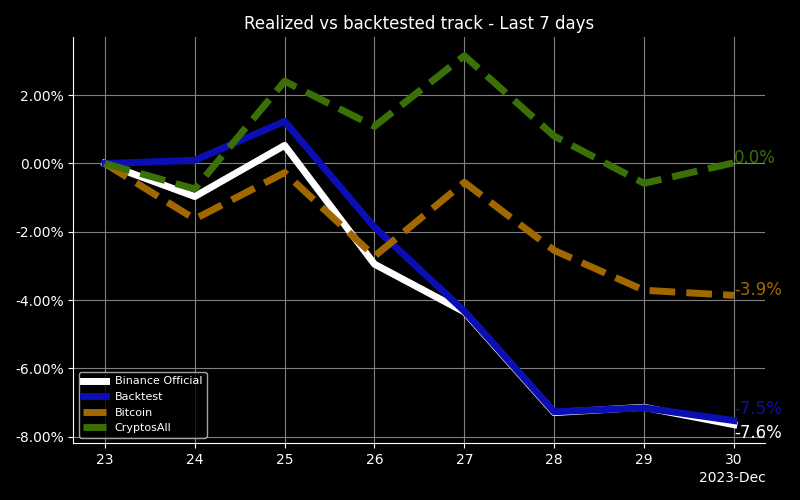 Realized vs backtested track - Last 7 days
2.00%
0.00%
-2.00%
-4.00%
-6.00%
-8.00%
0.0%
-3.9%
-7.5%
-7.6%
Binance Official
Backtest
Bitcoin
CryptosAll
23 24 25 26 27 28 29 30
2023-Dec